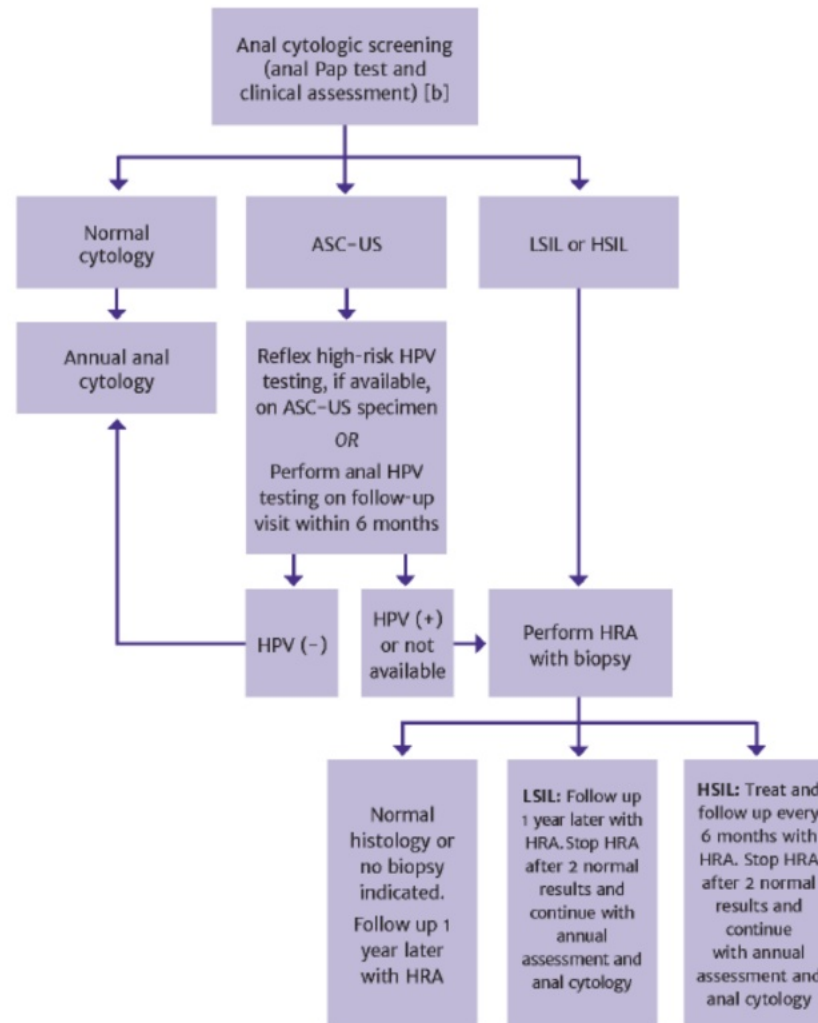 Anal cytologic screening
(anal Pap test and
clinical assessment) [b]
Normal
cytology
ASC-US
LSIL or HSIL
Annual anal
cytology
Reflex high-risk HPV
testing, if available,
on ASC-US specimen
OR
Perform anal HPV
testing on follow-up
visit within 6 months
HPV (-)
HPV (+)
or not
available
Perform HRA
with biopsy
Normal
histology or
no biopsy
indicated.
Follow up 1
year later
with HRA
LSIL: Follow up
1 year later with
HRA. Stop HRA
after 2 normal
results and
continue with
annual
assessment and
anal cytology
HSIL: Treat and
follow up every
6 months with
HRA. Stop HRA
after 2 normal
results and
continue
with annual
assessment and
anal cytology